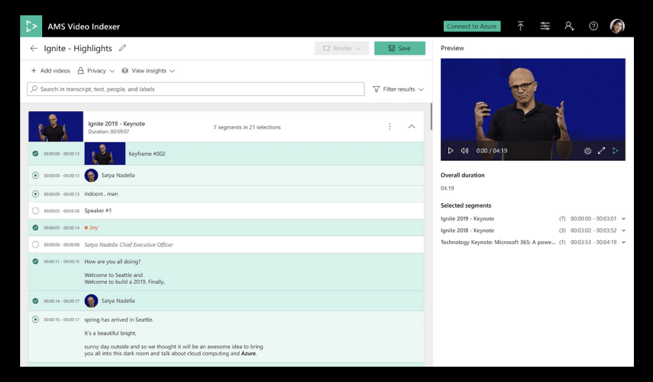 AMS Video Indexer
Connect to Azure
Ignite - Highlights
Render
Save
Preview
+ Add videos
Privacy
View insights
Search in transcript, text, people, and labels
Filter results
Ignite 2019 - Keynote
Duration: 00:59:07
7 segments in 21 selections
00:00:00 - 00:00:13
Keyframe #002
00:00:00 - 00:00:13
Satya Nadella
00:00:00 - 00:00:13
indoors , man
00:00:02 - 00:05:28
Speaker #1
00:00:05 - 00:00:14
Joy
00:00:06 - 00:00:08
Satya Nadella Chief Executive Officer
00:00:11 - 00:00:15
How are you all doing?
Welcome to Seattle and
Welcome to build a 2019. Finally,
00:00:14 - 00:00:17
Satya Nadella
00:00:15 - 00:00:17
spring has arrived in Seattle.
It's a beautiful bright,
sunny day outside and so we thought it will be an awesome idea to bring
you all into this dark room and talk about cloud computing and Azure.
0:00 / 04:19
Overall duration
04:19
Selected segments
Ignite 2019 - Keynote (7) 00:00:00 - 00:03:01
Ignite 2018 - Keynote (3) 00:03:02 - 00:03:52
Technology Keynote: Microsoft 365: A powe... (1) 00:03:53 - 00:04:19